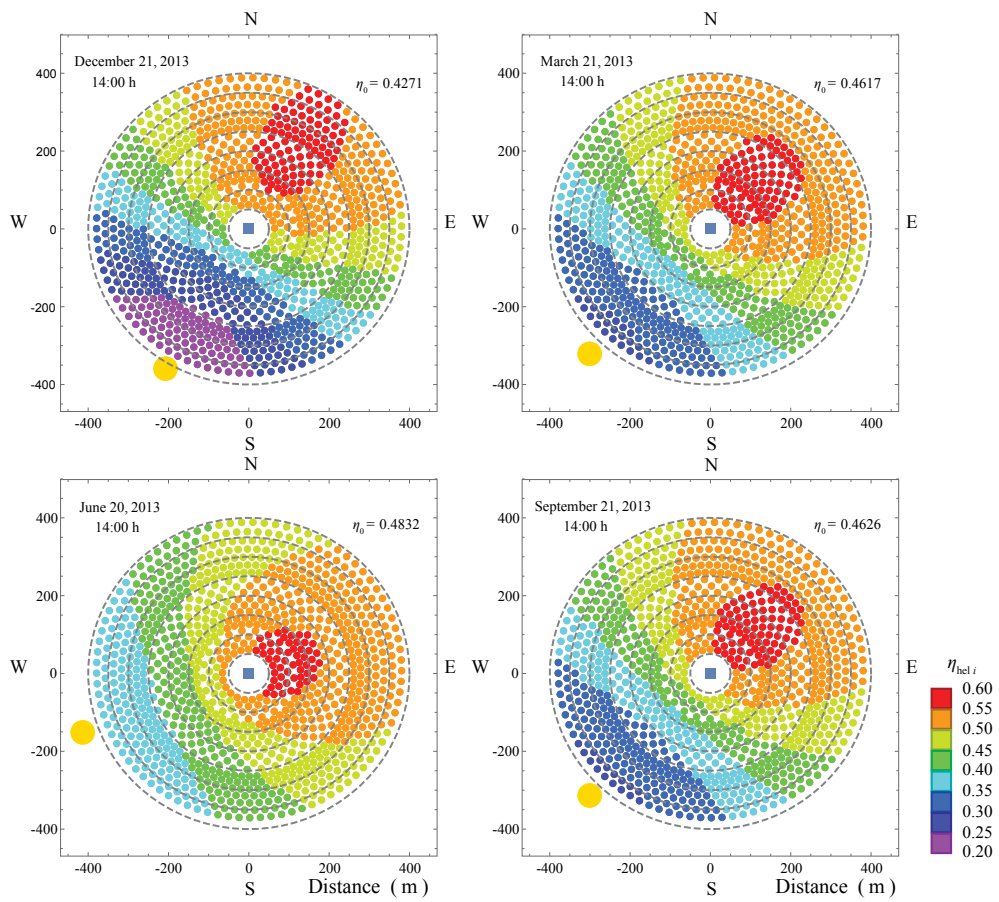 N
December 21, 2013
14:00 h
η0 = 0.4271
400
200
0
-200
-400
W
E
-400 -200 0 200 400
S
N
March 21, 2013
14:00 h
η0 = 0.4617
400
200
0
-200
-400
W
E
-400 -200 0 200 400
S
N
June 20, 2013
14:00 h
η0 = 0.4832
400
200
0
-200
-400
W
E
-400 -200 0 200 400
S
Distance ( m )
N
September 21, 2013
14:00 h
η0 = 0.4626
400
200
0
-200
-400
W
E
-400 -200 0 200 400
S
Distance ( m )
ηhel i
0.60
0.55
0.50
0.45
0.40
0.35
0.30
0.25
0.20